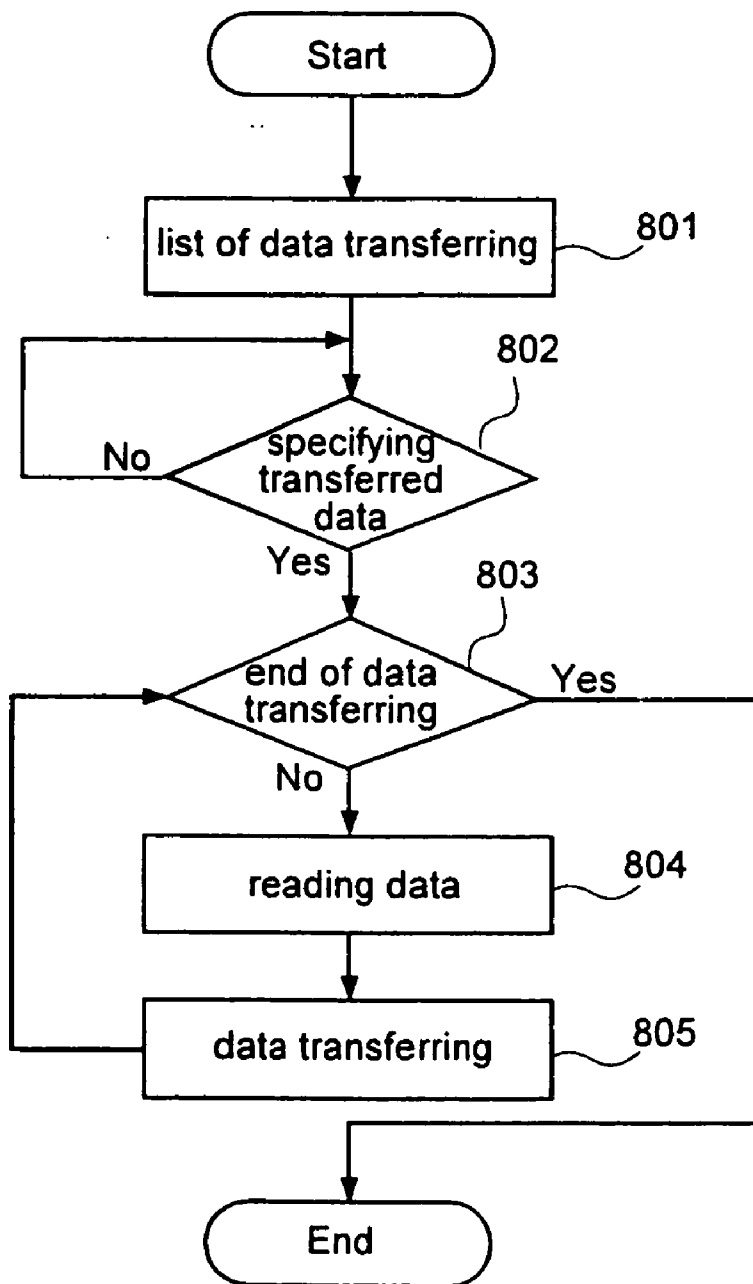 Start
list of data transferring
801
802
No
specifying
transferred
data
Yes
803
end of data
transferring
Yes
No
reading data
804
data transferring
805
End